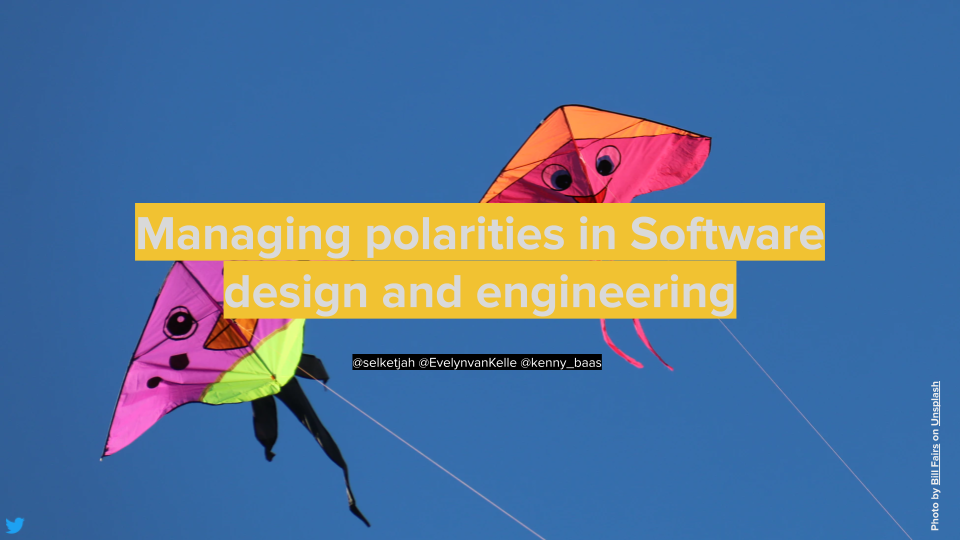 Managing polarities in Software
design and engineering
@selketjah @EvelynvanKelle @kenny_baas
Photo by Bill Fairs on Unsplash